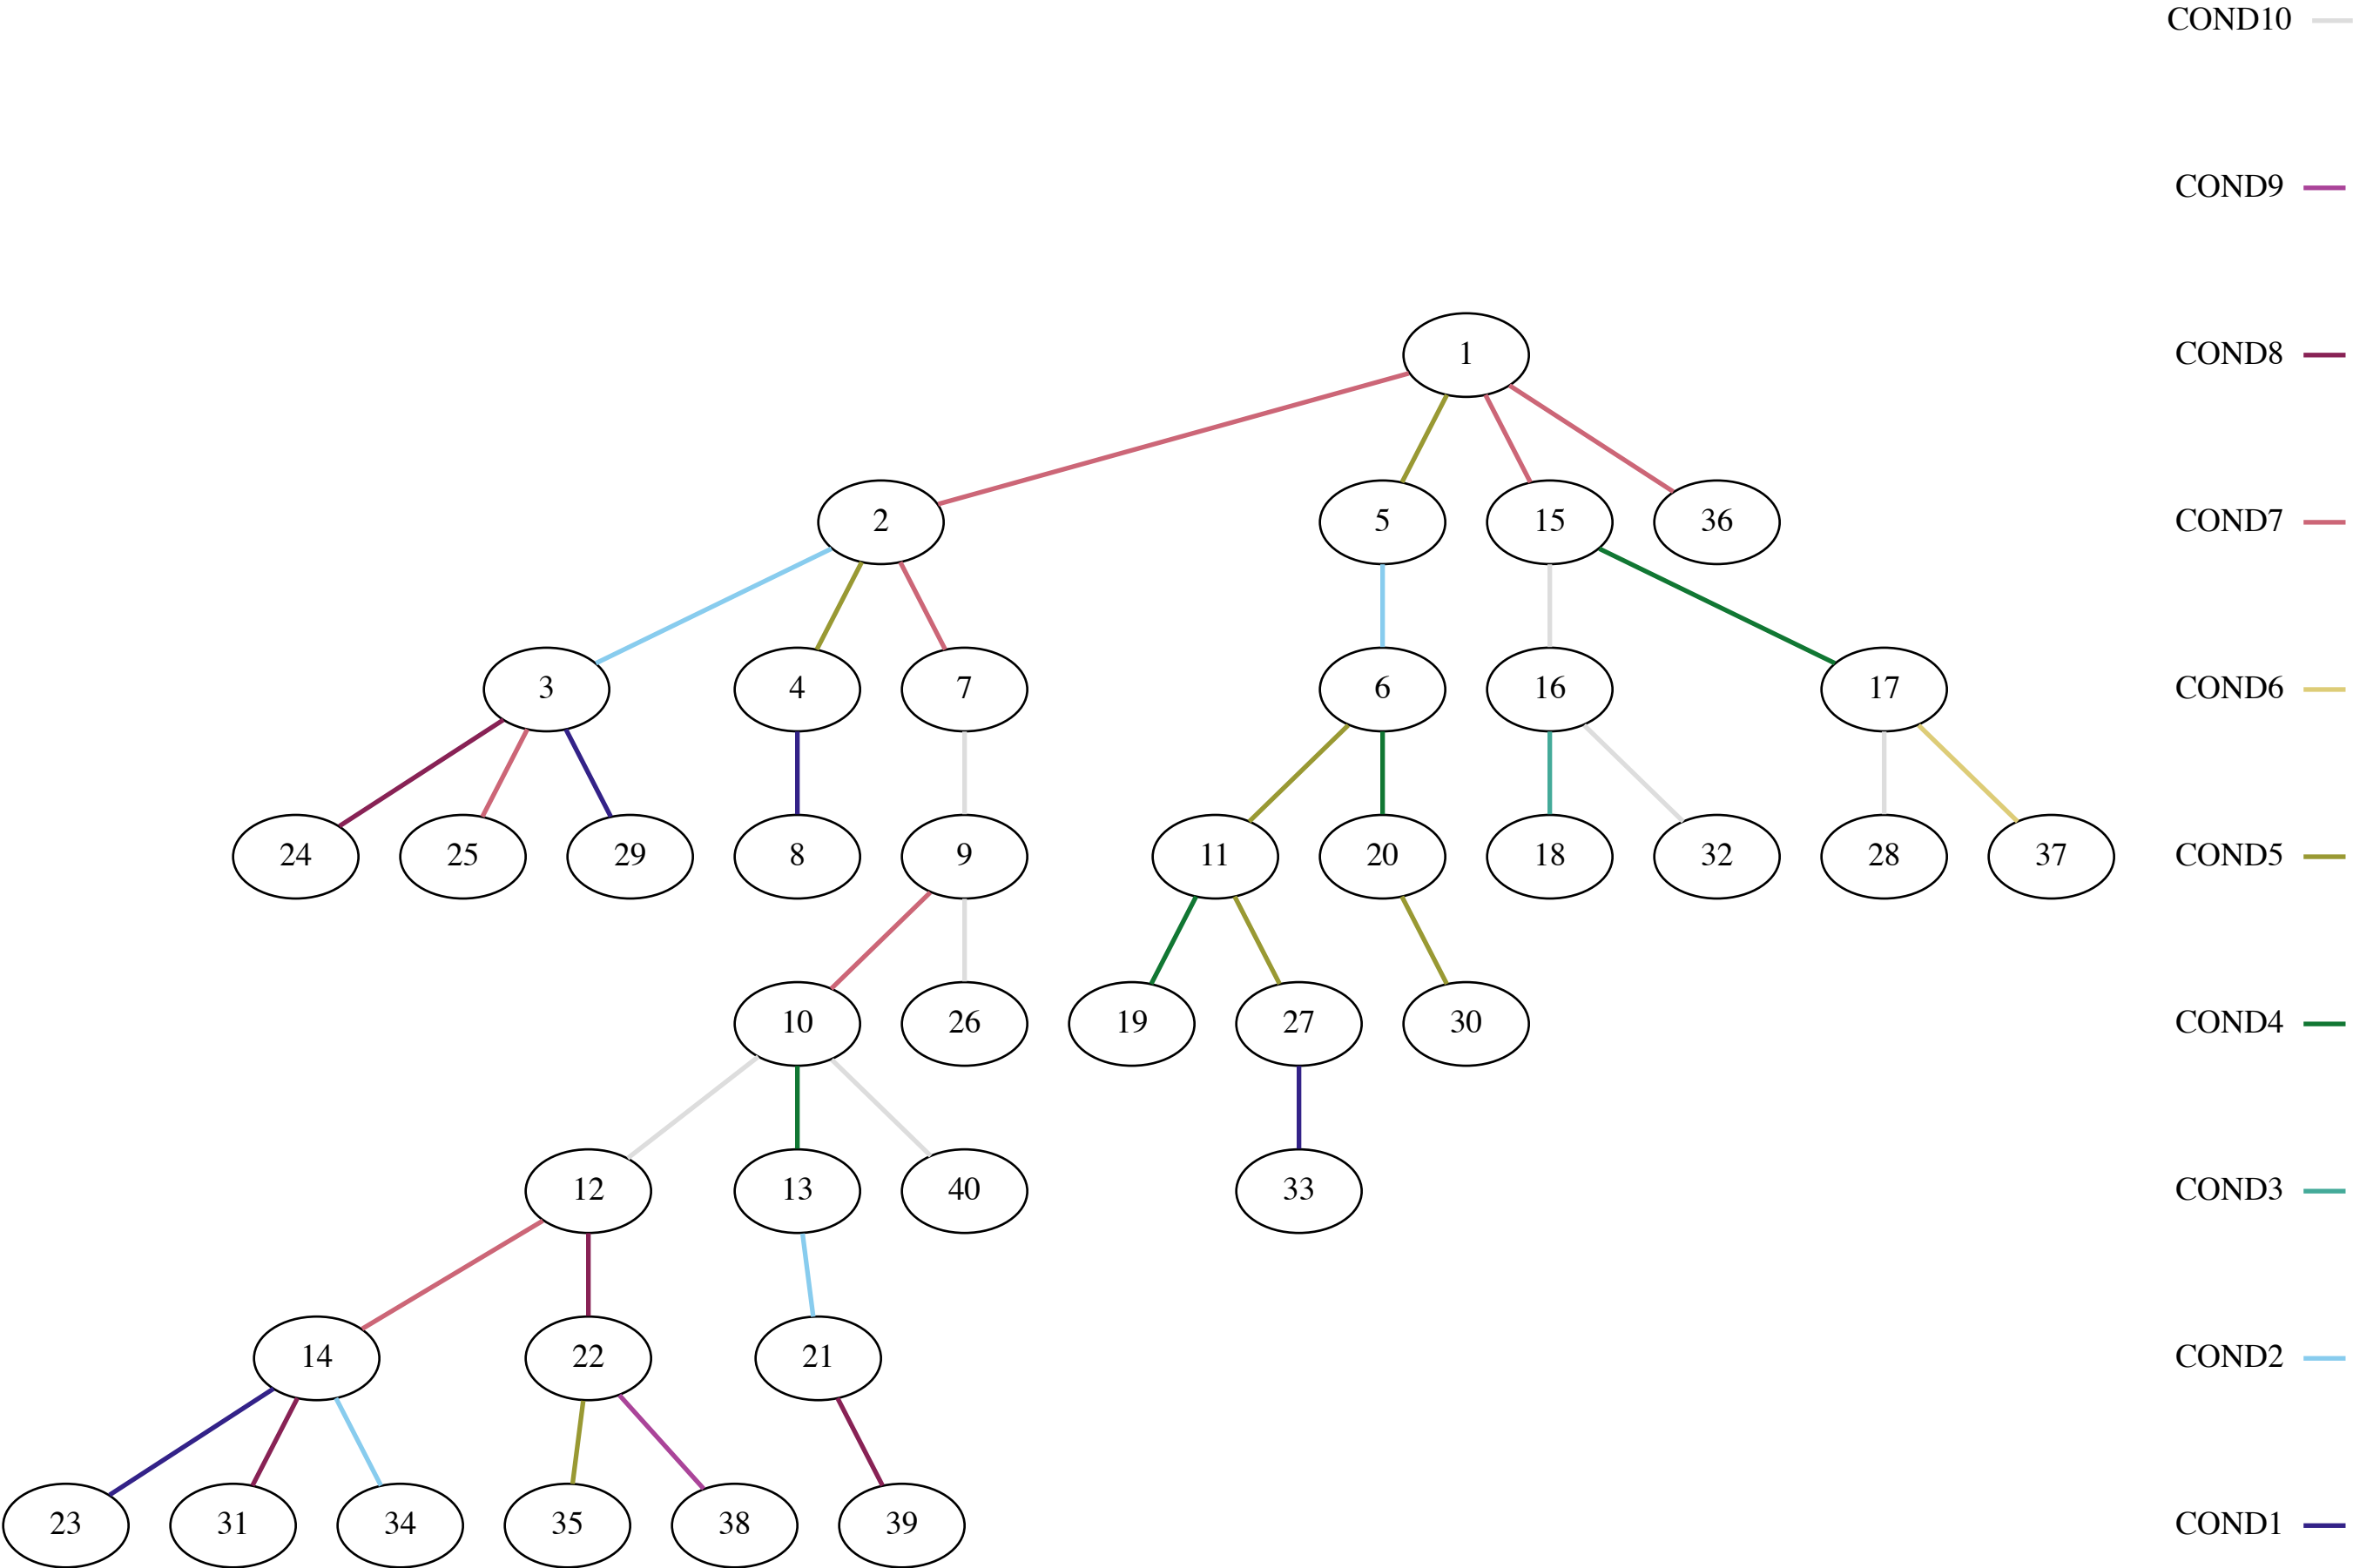 COND10
COND9
1 COND8
2 5 15 36 COND7
3 4 7 6 16 17 COND6
24 25 29 8 9 11 20 18 32 28 37 COND5
10 26 19 27 30 COND4
12 13 40 33 COND3
14 22 21 COND2
23 31 34 35 38 39 COND1